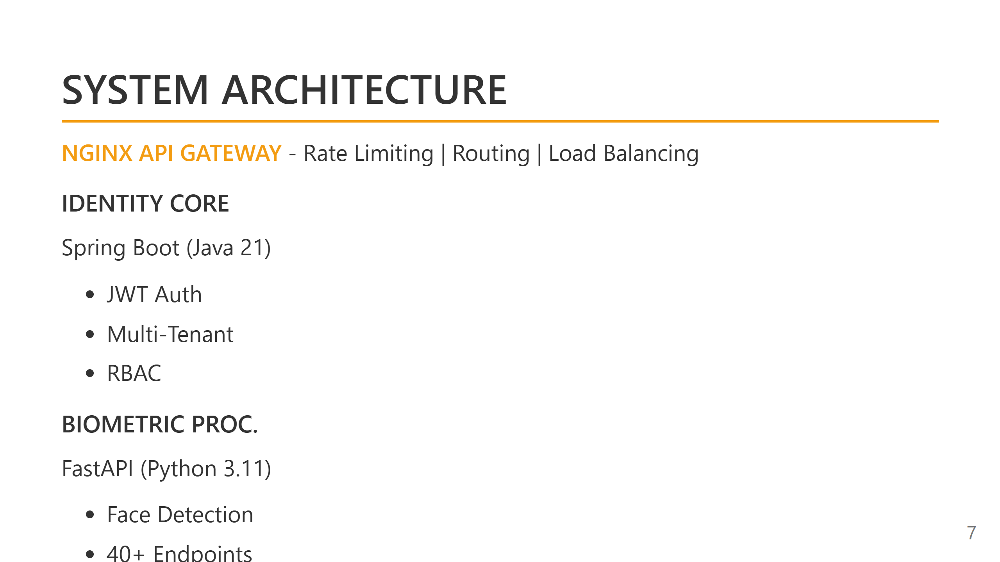 SYSTEM ARCHITECTURE
NGINX API GATEWAY - Rate Limiting | Routing | Load Balancing
IDENTITY CORE
Spring Boot (Java 21)
• JWT Auth
• Multi-Tenant
• RBAC
BIOMETRIC PROC.
FastAPI (Python 3.11)
• Face Detection
• 40+ Endpoints
7